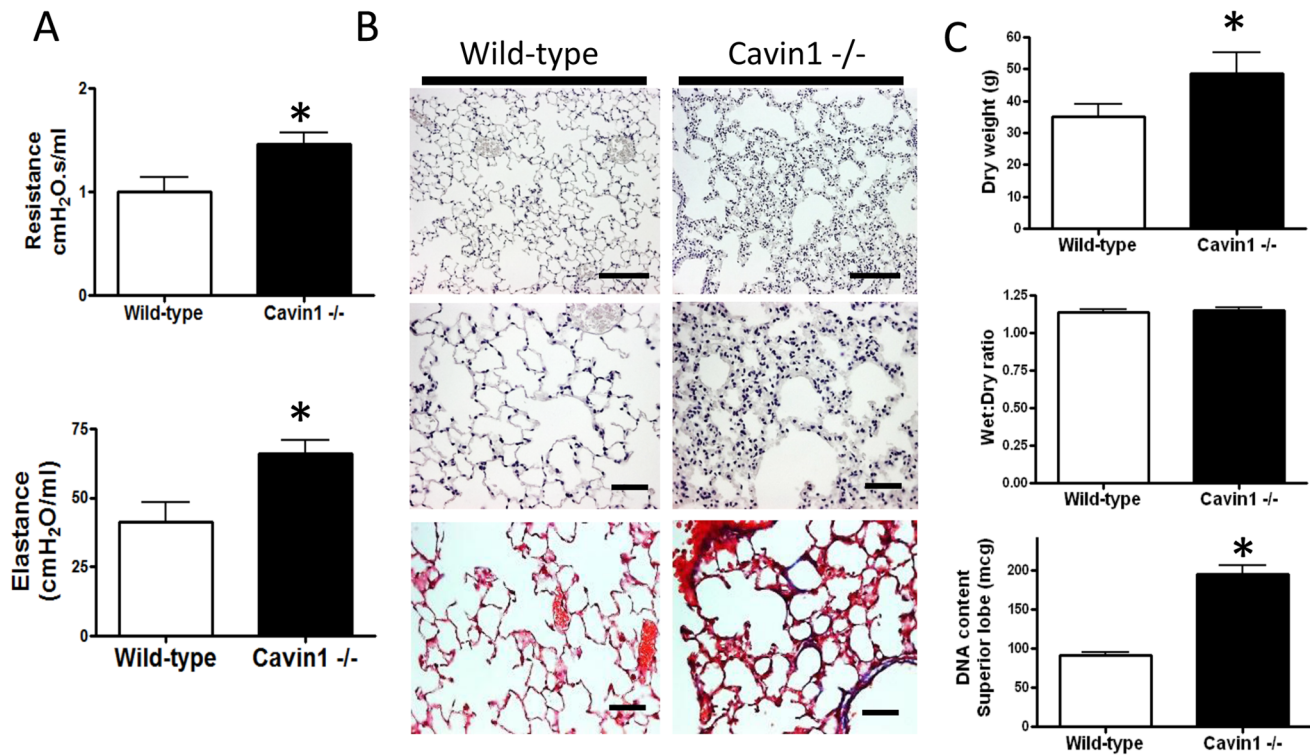 A
Resistance
cmH₂O.s/ml
2
1
0
*
Wild-type Cavin1 -/-
Elastance
(cmH₂O/ml)
75
50
25
0
*
Wild-type Cavin1 -/-
B
Wild-type Cavin1 -/-
C
Dry weight (g)
60
50
40
30
20
10
0
*
Wild-type Cavin1 -/-
Wet:Dry ratio
1.25
1.00
0.75
0.50
0.25
0.00
Wild-type Cavin1 -/-
DNA content
Superior lobe (mcg)
200
150
100
50
0
*
Wild-type Cavin1 -/-